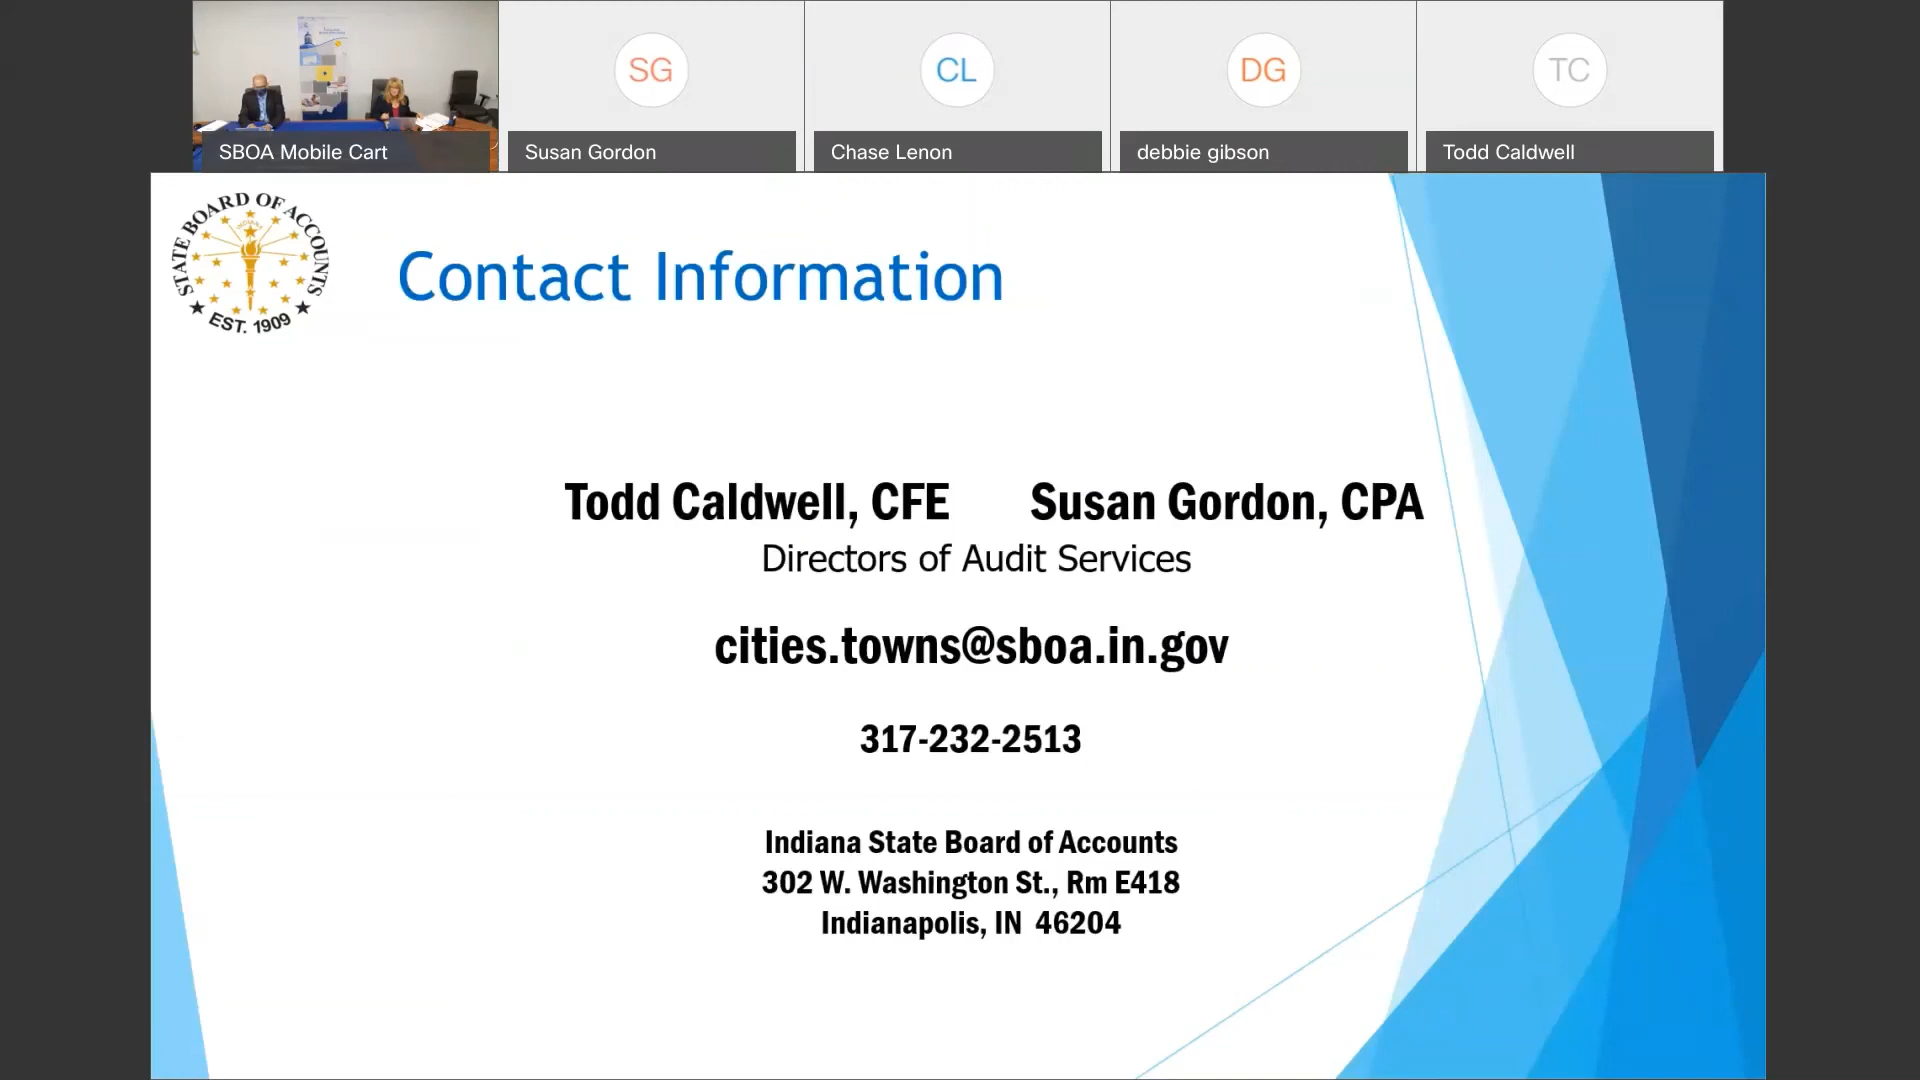 SG
CL
DG
TC
SBOA Mobile Cart
Susan Gordon
Chase Lenon
debbie gibson
Todd Caldwell
STATE BOARD OF ACCOUNTS
INDIANA
EST. 1909
Contact Information
Todd Caldwell, CFE Susan Gordon, CPA
Directors of Audit Services
cities.towns@sboa.in.gov
317-232-2513
Indiana State Board of Accounts
302 W. Washington St., Rm E418
Indianapolis, IN 46204